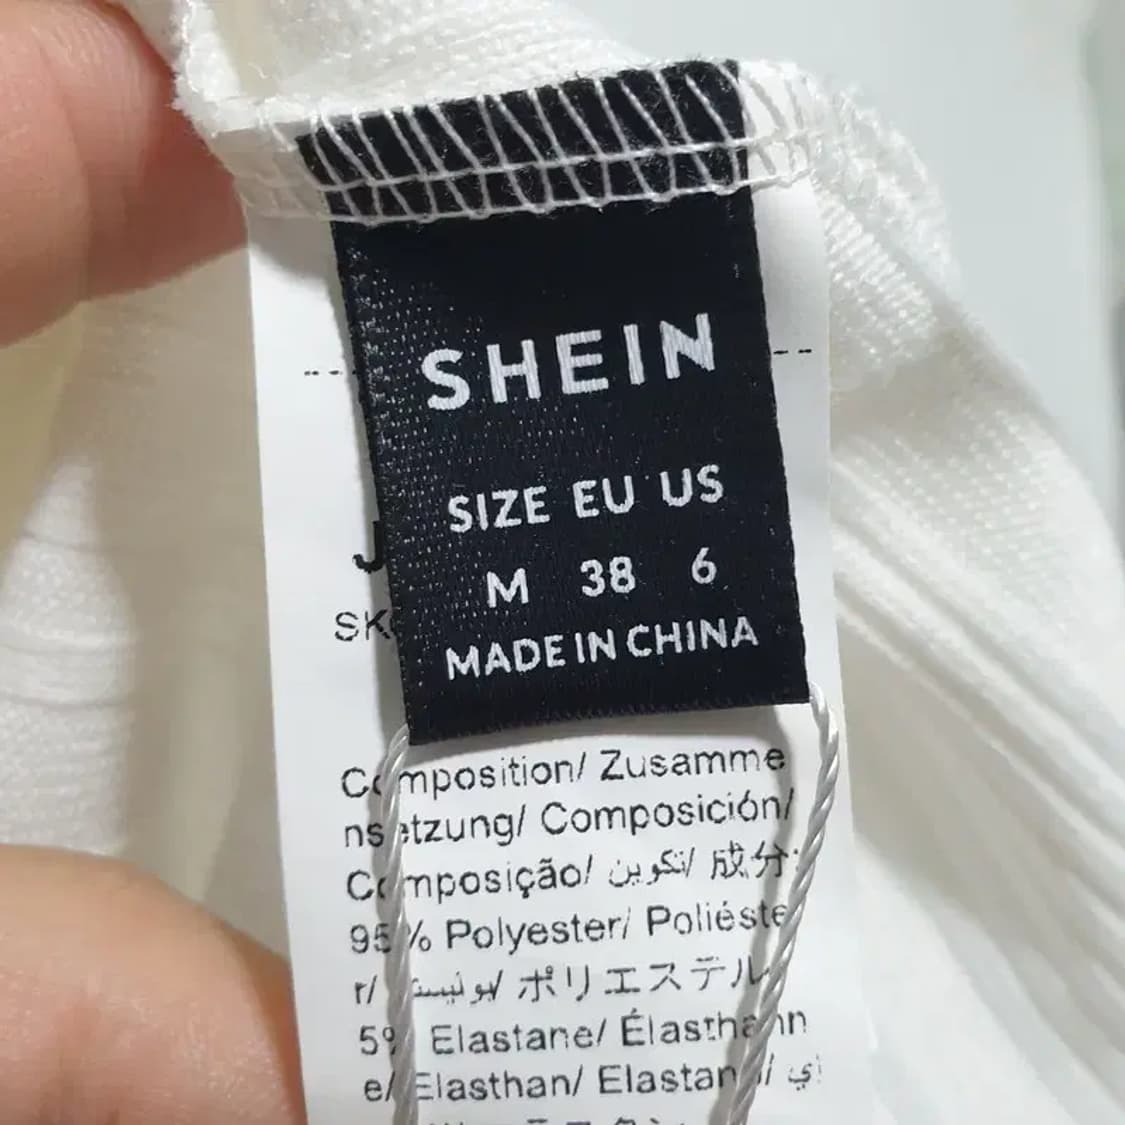 SHEIN
SIZE EU US
M 38 6
MADE IN CHINA
Composition/ Zusamme
nsetzung/ Composición/
Composição/ تكوين/ 成分:
95% Polyester/ Poliéste
r/ بوليستر/ ポリエステル
5% Elastane/ Élasthann
e/ Elasthan/ Elastano/